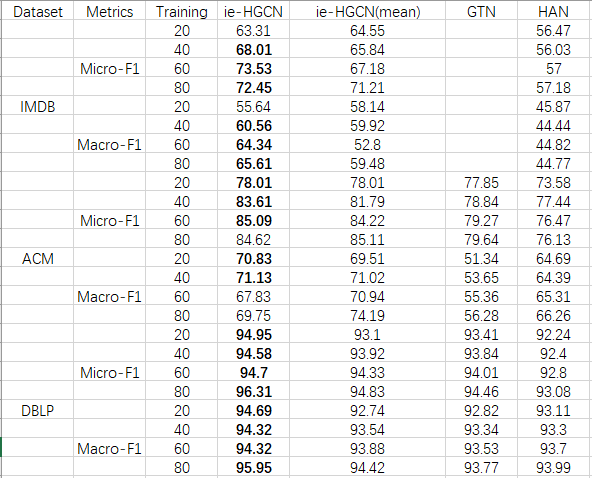 Dataset Metrics Training ie-HGCN ie-HGCN(mean) GTN HAN
20 63.31 64.55 56.47
40 68.01 65.84 56.03
Micro-F1 60 73.53 67.18 57
80 72.45 71.21 57.18
IMDB 20 55.64 58.14 45.87
40 60.56 59.92 44.44
Macro-F1 60 64.34 52.8 44.82
80 65.61 59.48 44.77
20 78.01 78.01 77.85 73.58
40 83.61 81.79 78.84 77.44
Micro-F1 60 85.09 84.22 79.27 76.47
80 84.62 85.11 79.64 76.13
ACM 20 70.83 69.51 51.34 64.69
40 71.13 71.02 53.65 64.39
Macro-F1 60 67.83 70.94 55.36 65.31
80 69.75 74.19 56.28 66.26
20 94.95 93.1 93.41 92.24
40 94.58 93.92 93.84 92.4
Micro-F1 60 94.7 94.33 94.01 92.8
80 96.31 94.83 94.46 93.08
DBLP 20 94.69 92.74 92.82 93.11
40 94.32 93.54 93.34 93.3
Macro-F1 60 94.32 93.88 93.53 93.7
80 95.95 94.42 93.77 93.99